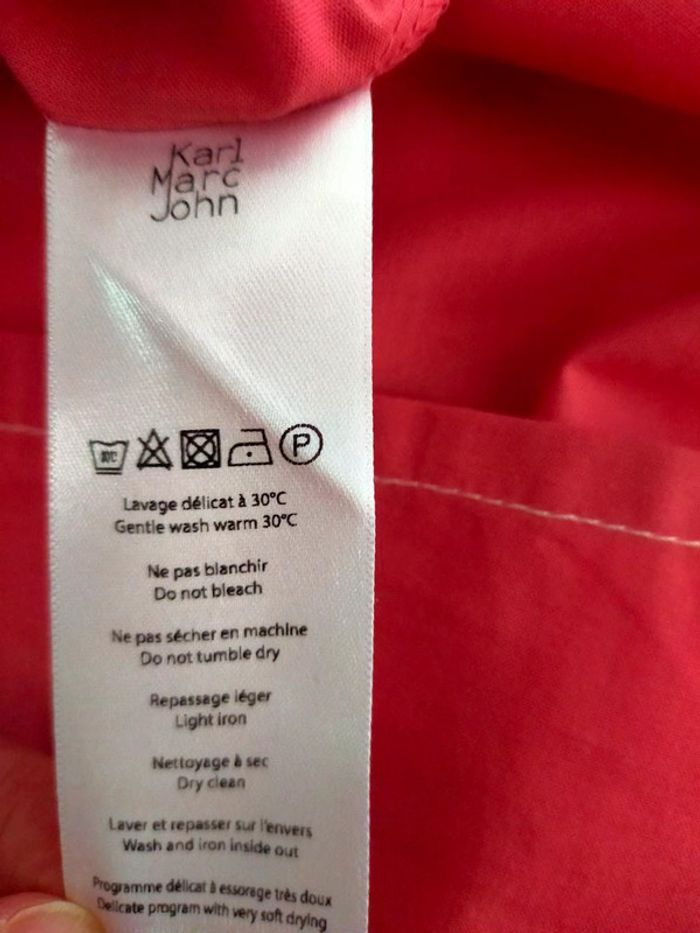 Karl
Marc
John
P
Lavage délicat à 30°C
Gentle wash warm 30°C
Ne pas blanchir
Do not bleach
Ne pas sécher en machine
Do not tumble dry
Repassage léger
Light iron
Nettoyage à sec
Dry clean
Laver et repasser sur l'envers
Wash and iron inside out
Programme délicat à essorage très doux
Delicate program with very soft drying